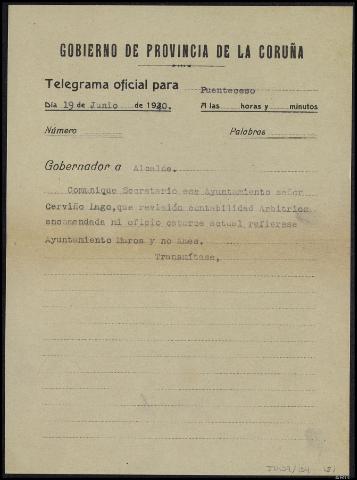 GOBIERNO DE PROVINCIA DE LA CORUÑA
Telegrama oficial para Puenteceso
Día 19 de Junio de 1930. A las horas y minutos
Número Palabras
Gobernador a Alcalde.
Comunique Secretario ese Ayuntamiento señor
Cerviño Lago, que revisión contabilidad Arbitrios
encomendada mi oficio catorce actual refierese
Ayuntamiento Muros y no Ames.
Transmítase,